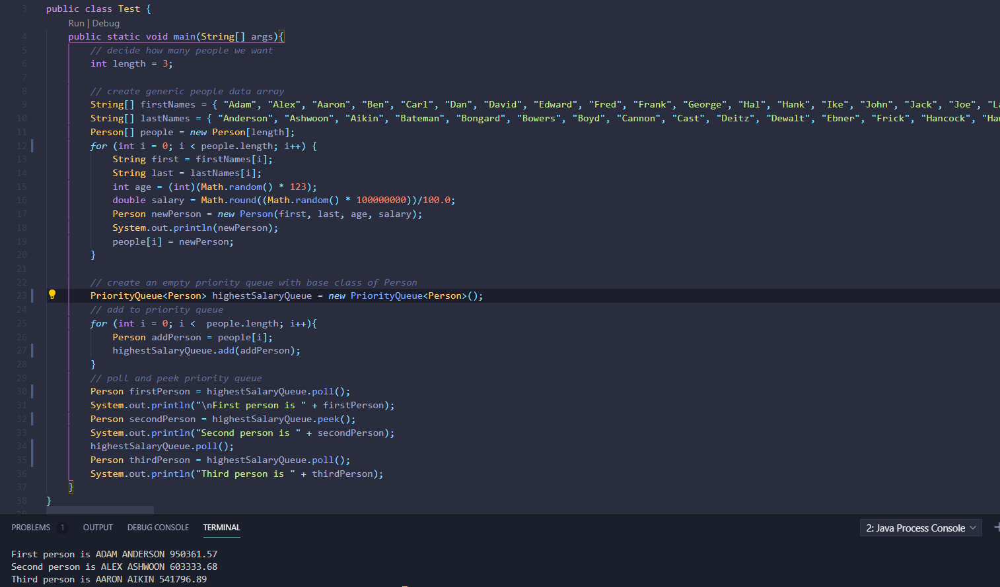 3 public class Test {
Run | Debug
4 public static void main(String[] args){
5 // decide how many people we want
6 int length = 3;
7
8 // create generic people data array
9 String[] firstNames = { "Adam", "Alex", "Aaron", "Ben", "Carl", "Dan", "David", "Edward", "Fred", "Frank", "George", "Hal", "Hank", "Ike", "John", "Jack", "Joe", "La
10 String[] lastNames = { "Anderson", "Ashwoon", "Aikin", "Bateman", "Bongard", "Bowers", "Boyd", "Cannon", "Cast", "Deitz", "Dewalt", "Ebner", "Frick", "Hancock", "Haw
11 Person[] people = new Person[length];
12 for (int i = 0; i < people.length; i++) {
13 String first = firstNames[i];
14 String last = lastNames[i];
15 int age = (int)(Math.random() * 123);
16 double salary = Math.round((Math.random() * 100000000))/100.0;
17 Person newPerson = new Person(first, last, age, salary);
18 System.out.println(newPerson);
19 people[i] = newPerson;
20 }
21
22 // create an empty priority queue with base class of Person
23 PriorityQueue<Person> highestSalaryQueue = new PriorityQueue<Person>();
24 // add to priority queue
25 for (int i = 0; i <  people.length; i++){
26 Person addPerson = people[i];
27 highestSalaryQueue.add(addPerson);
28 }
29 // poll and peek priority queue
30 Person firstPerson = highestSalaryQueue.poll();
31 System.out.println("\nFirst person is " + firstPerson);
32 Person secondPerson = highestSalaryQueue.peek();
33 System.out.println("Second person is " + secondPerson);
34 highestSalaryQueue.poll();
35 Person thirdPerson = highestSalaryQueue.poll();
36 System.out.println("Third person is " + thirdPerson);
37 }
38 }
39
PROBLEMS 1 OUTPUT DEBUG CONSOLE TERMINAL 2: Java Process Console
First person is ADAM ANDERSON 950361.57
Second person is ALEX ASHWOON 603333.68
Third person is AARON AIKIN 541796.89